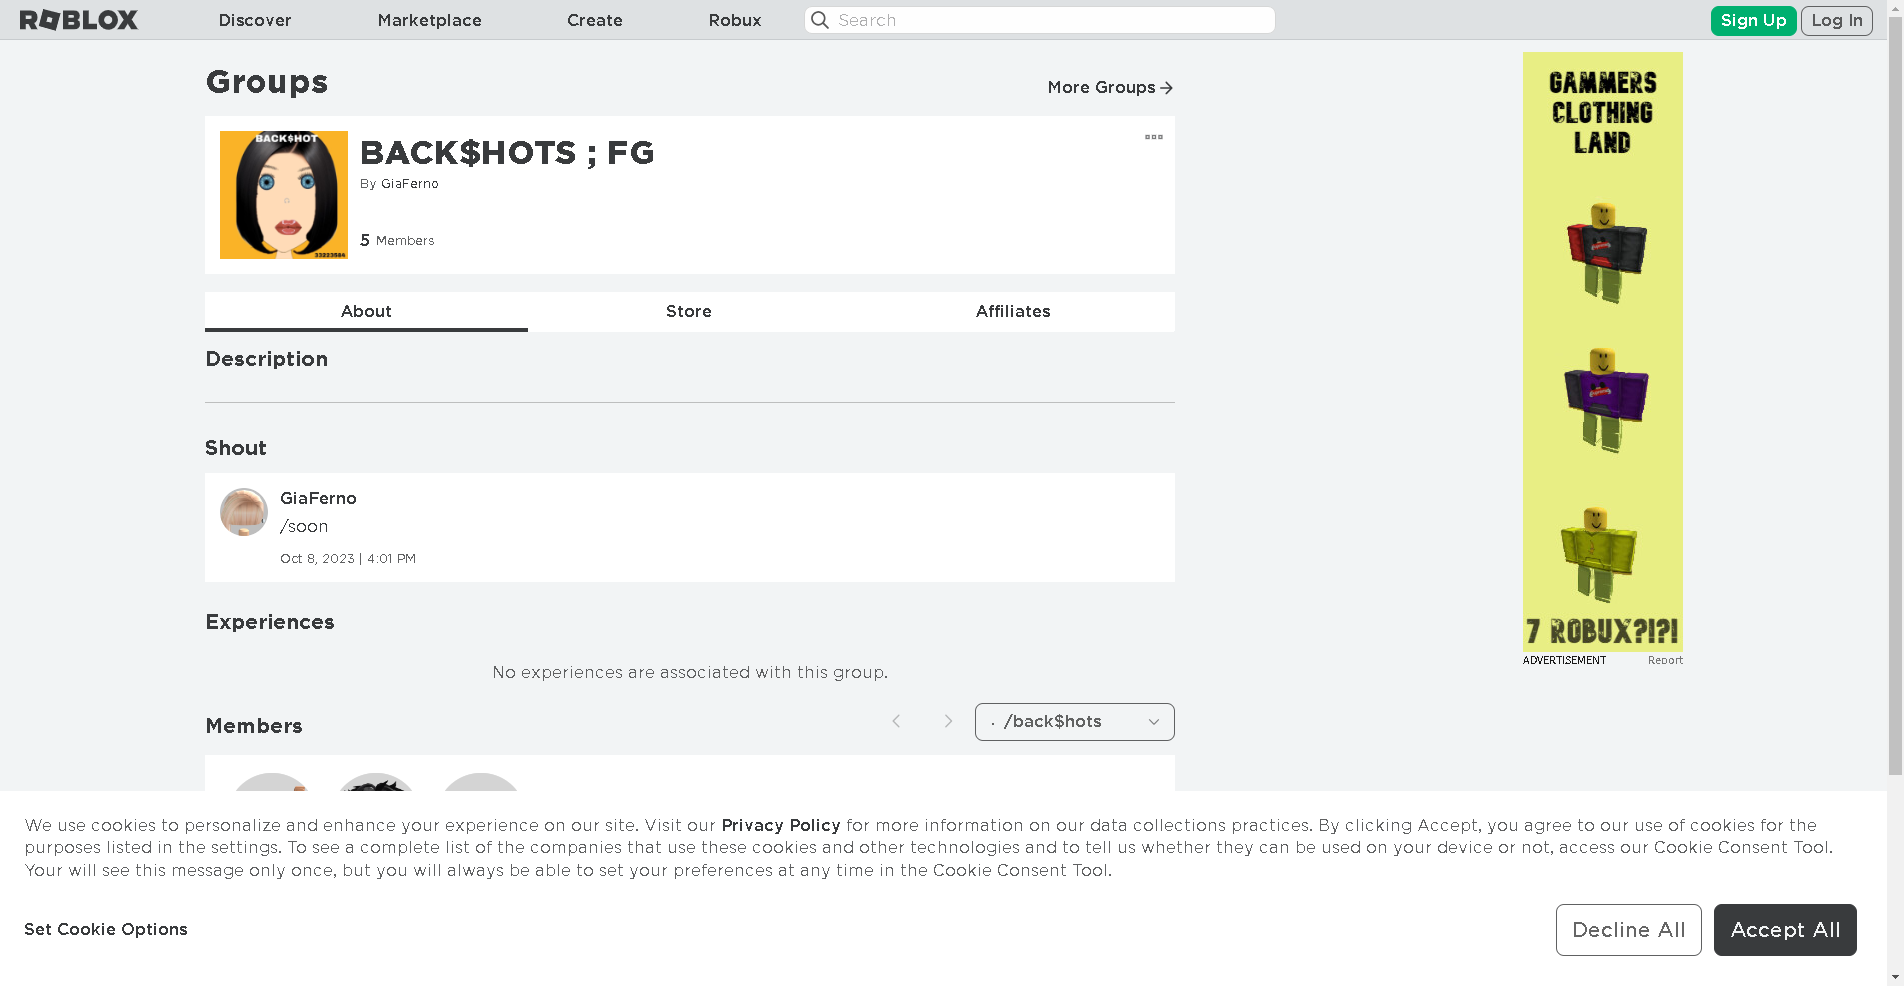 ROBLOX
Discover
Marketplace
Create
Robux
Search
Sign Up
Log In
Groups
More Groups
BACK$HOT
33223584
BACK$HOTS ; FG
By GiaFerno
5 Members
About
Store
Affiliates
Description
Shout
GiaFerno
/soon
Oct 8, 2023 | 4:01 PM
Experiences
No experiences are associated with this group.
Members
. /back$hots
GAMMERS
CLOTHING
LAND
7 ROBUX?!?!
ADVERTISEMENT
Report
We use cookies to personalize and enhance your experience on our site. Visit our Privacy Policy for more information on our data collections practices. By clicking Accept, you agree to our use of cookies for the
purposes listed in the settings. To see a complete list of the companies that use these cookies and other technologies and to tell us whether they can be used on your device or not, access our Cookie Consent Tool.
Your will see this message only once, but you will always be able to set your preferences at any time in the Cookie Consent Tool.
Set Cookie Options
Decline All
Accept All